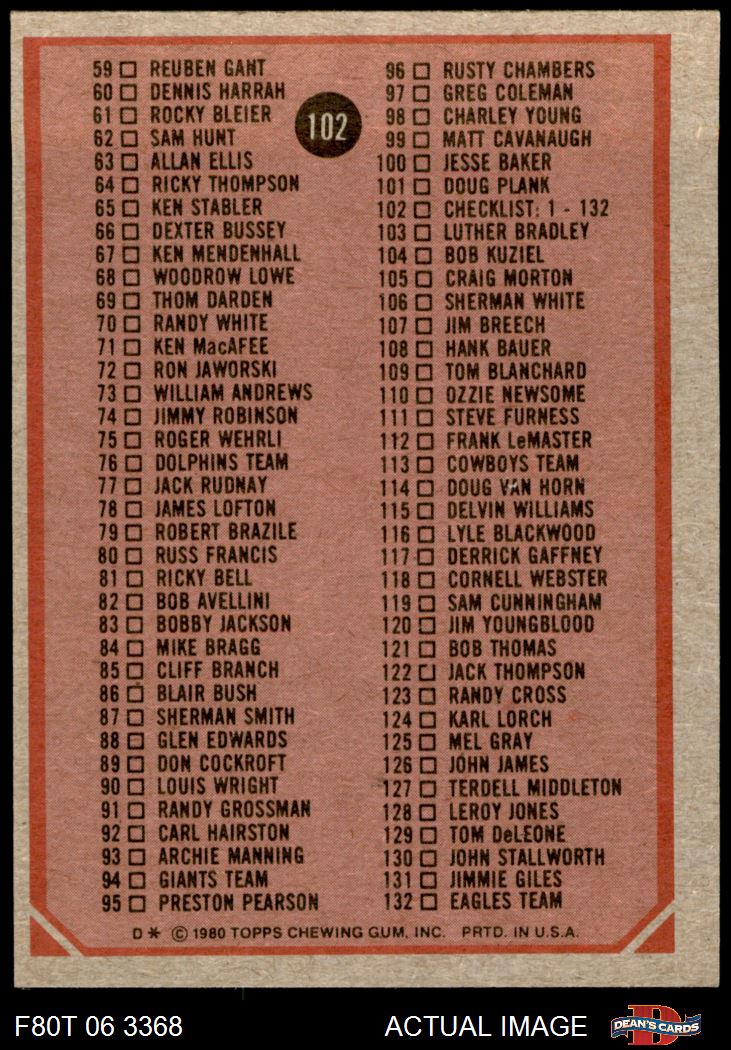 59 ☐ REUBEN GANT
60 ☐ DENNIS HARRAH
61 ☐ ROCKY BLEIER
62 ☐ SAM HUNT
63 ☐ ALLAN ELLIS
64 ☐ RICKY THOMPSON
65 ☐ KEN STABLER
66 ☐ DEXTER BUSSEY
67 ☐ KEN MENDENHALL
68 ☐ WOODROW LOWE
69 ☐ THOM DARDEN
70 ☐ RANDY WHITE
71 ☐ KEN MacAFEE
72 ☐ RON JAWORSKI
73 ☐ WILLIAM ANDREWS
74 ☐ JIMMY ROBINSON
75 ☐ ROGER WEHRLI
76 ☐ DOLPHINS TEAM
77 ☐ JACK RUDNAY
78 ☐ JAMES LOFTON
79 ☐ ROBERT BRAZILE
80 ☐ RUSS FRANCIS
81 ☐ RICKY BELL
82 ☐ BOB AVELLINI
83 ☐ BOBBY JACKSON
84 ☐ MIKE BRAGG
85 ☐ CLIFF BRANCH
86 ☐ BLAIR BUSH
87 ☐ SHERMAN SMITH
88 ☐ GLEN EDWARDS
89 ☐ DON COCKROFT
90 ☐ LOUIS WRIGHT
91 ☐ RANDY GROSSMAN
92 ☐ CARL HAIRSTON
93 ☐ ARCHIE MANNING
94 ☐ GIANTS TEAM
95 ☐ PRESTON PEARSON
102
96 ☐ RUSTY CHAMBERS
97 ☐ GREG COLEMAN
98 ☐ CHARLEY YOUNG
99 ☐ MATT CAVANAUGH
100 ☐ JESSE BAKER
101 ☐ DOUG PLANK
102 ☐ CHECKLIST: 1 - 132
103 ☐ LUTHER BRADLEY
104 ☐ BOB KUZIEL
105 ☐ CRAIG MORTON
106 ☐ SHERMAN WHITE
107 ☐ JIM BREECH
108 ☐ HANK BAUER
109 ☐ TOM BLANCHARD
110 ☐ OZZIE NEWSOME
111 ☐ STEVE FURNESS
112 ☐ FRANK LeMASTER
113 ☐ COWBOYS TEAM
114 ☐ DOUG VAN HORN
115 ☐ DELVIN WILLIAMS
116 ☐ LYLE BLACKWOOD
117 ☐ DERRICK GAFFNEY
118 ☐ CORNELL WEBSTER
119 ☐ SAM CUNNINGHAM
120 ☐ JIM YOUNGBLOOD
121 ☐ BOB THOMAS
122 ☐ JACK THOMPSON
123 ☐ RANDY CROSS
124 ☐ KARL LORCH
125 ☐ MEL GRAY
126 ☐ JOHN JAMES
127 ☐ TERDELL MIDDLETON
128 ☐ LEROY JONES
129 ☐ TOM DeLEONE
130 ☐ JOHN STALLWORTH
131 ☐ JIMMIE GILES
132 ☐ EAGLES TEAM
D * © 1980 TOPPS CHEWING GUM, INC. PRTD. IN U.S.A.
F80T 06 3368 ACTUAL IMAGE
D
DEAN'S CARDS